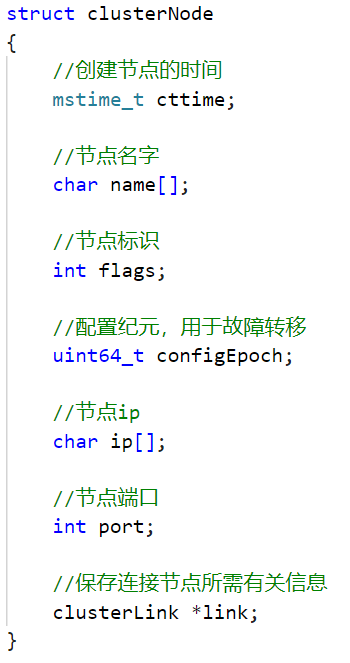 struct clusterNode
{
//创建节点的时间
mstime_t cttime;
//节点名字
char name[];
//节点标识
int flags;
//配置纪元，用于故障转移
uint64_t configEpoch;
//节点ip
char ip[];
//节点端口
int port;
//保存连接节点所需有关信息
clusterLink *link;
}